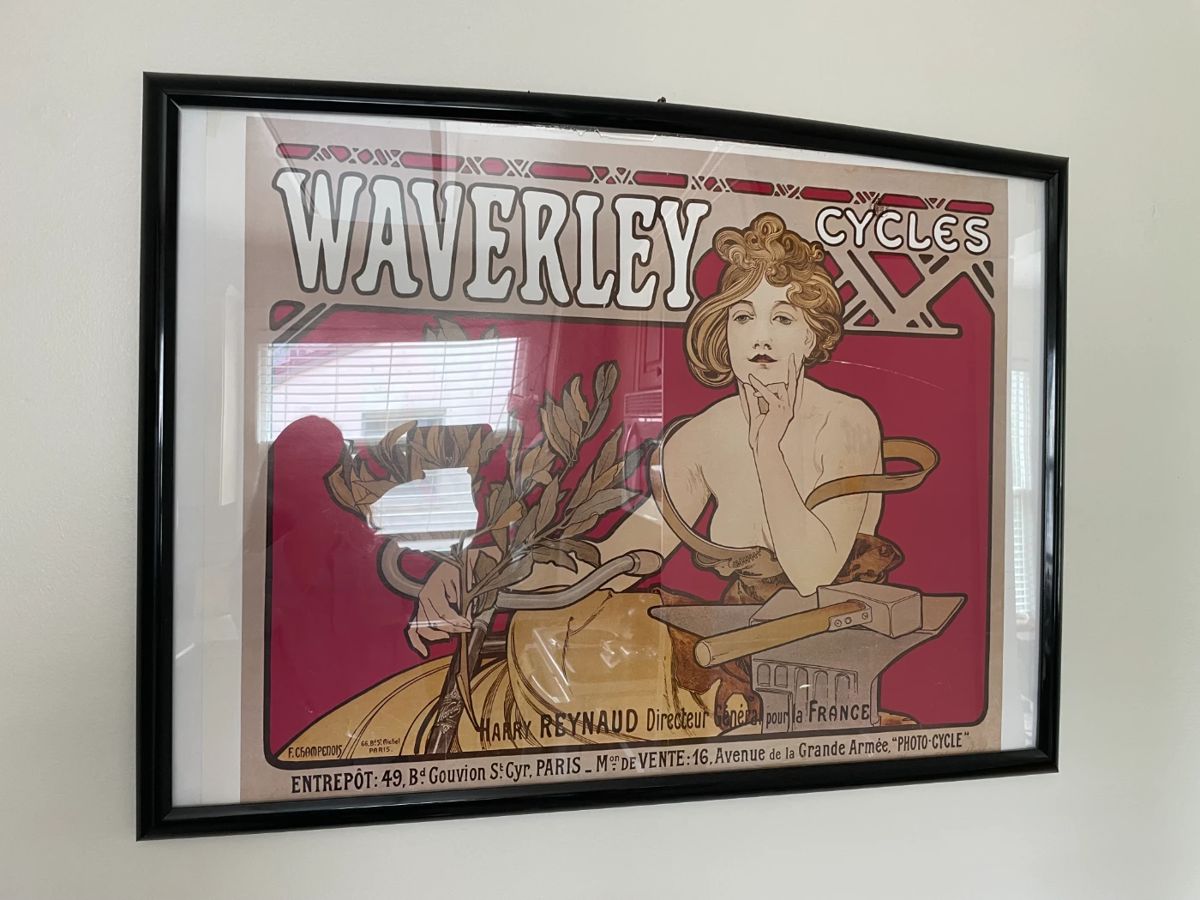 WAVERLEY
CYCLES
HARRY REYNAUD Directeur Général pour la FRANCE
F. CHAMPENOIS
66, Bd St Michel
PARIS.
ENTREPÔT: 49, Bd Gouvion St Cyr, PARIS _ Mon DE VENTE: 16, Avenue de la Grande Armée, "PHOTO-CYCLE"